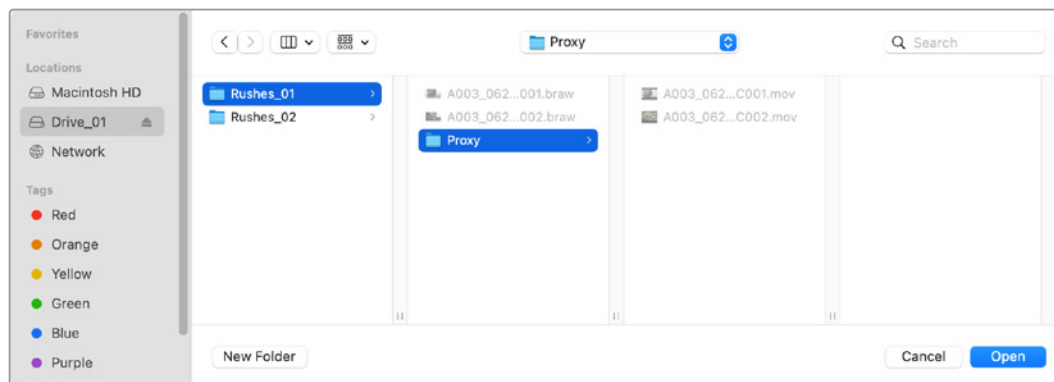 Favorites
Locations
Macintosh HD
Drive_01
Network
Tags
Red
Orange
Yellow
Green
Blue
Purple
Proxy
Search
Rushes_01
Rushes_02
A003_062...001.braw
A003_062...002.braw
Proxy
A003_062...C001.mov
A003_062...C002.mov
New Folder
Cancel
Open